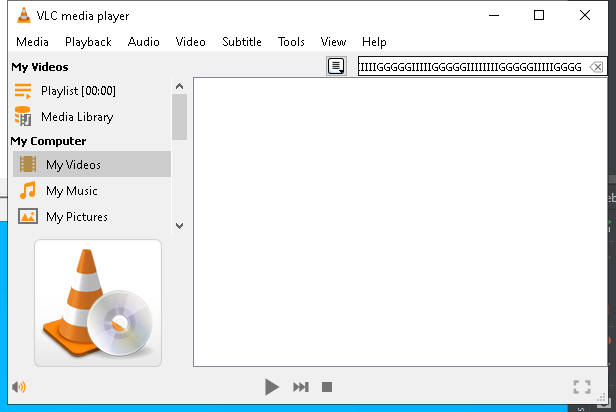 VLC media player
Media Playback Audio Video Subtitle Tools View Help
My Videos
IIIIGGGGGIIIIIGGGGGIIIIIIIIGGGGGIIIIIGGGG
Playlist [00:00]
Media Library
My Computer
My Videos
My Music
My Pictures